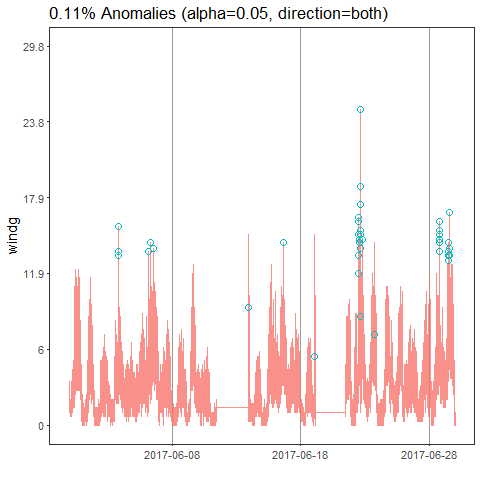 0.11% Anomalies (alpha=0.05, direction=both)
29.8
23.8
17.9
11.9
6
0
windg
2017-06-08 2017-06-18 2017-06-28